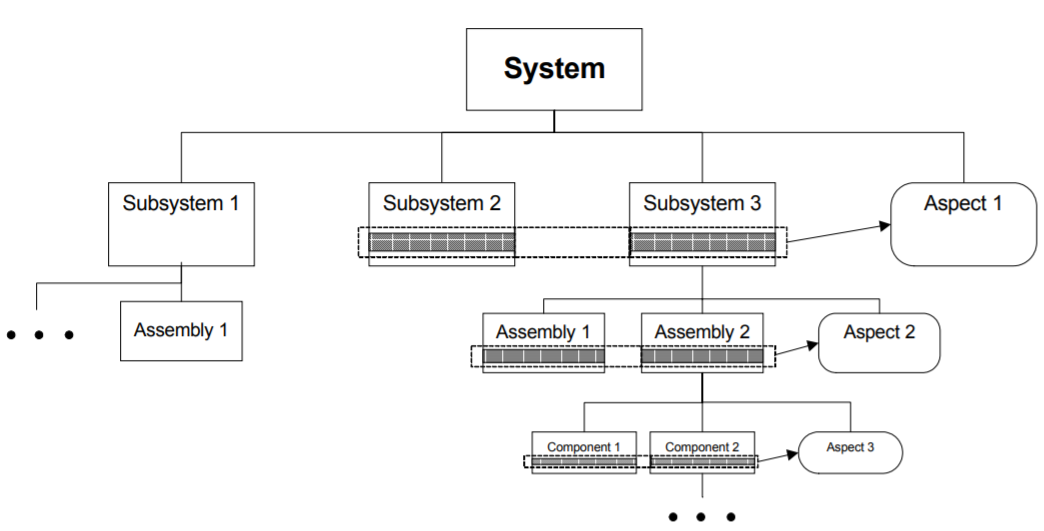 System
Subsystem 1
Subsystem 2
Subsystem 3
Aspect 1
Assembly 1
Assembly 1
Assembly 2
Aspect 2
Component 1
Component 2
Aspect 3